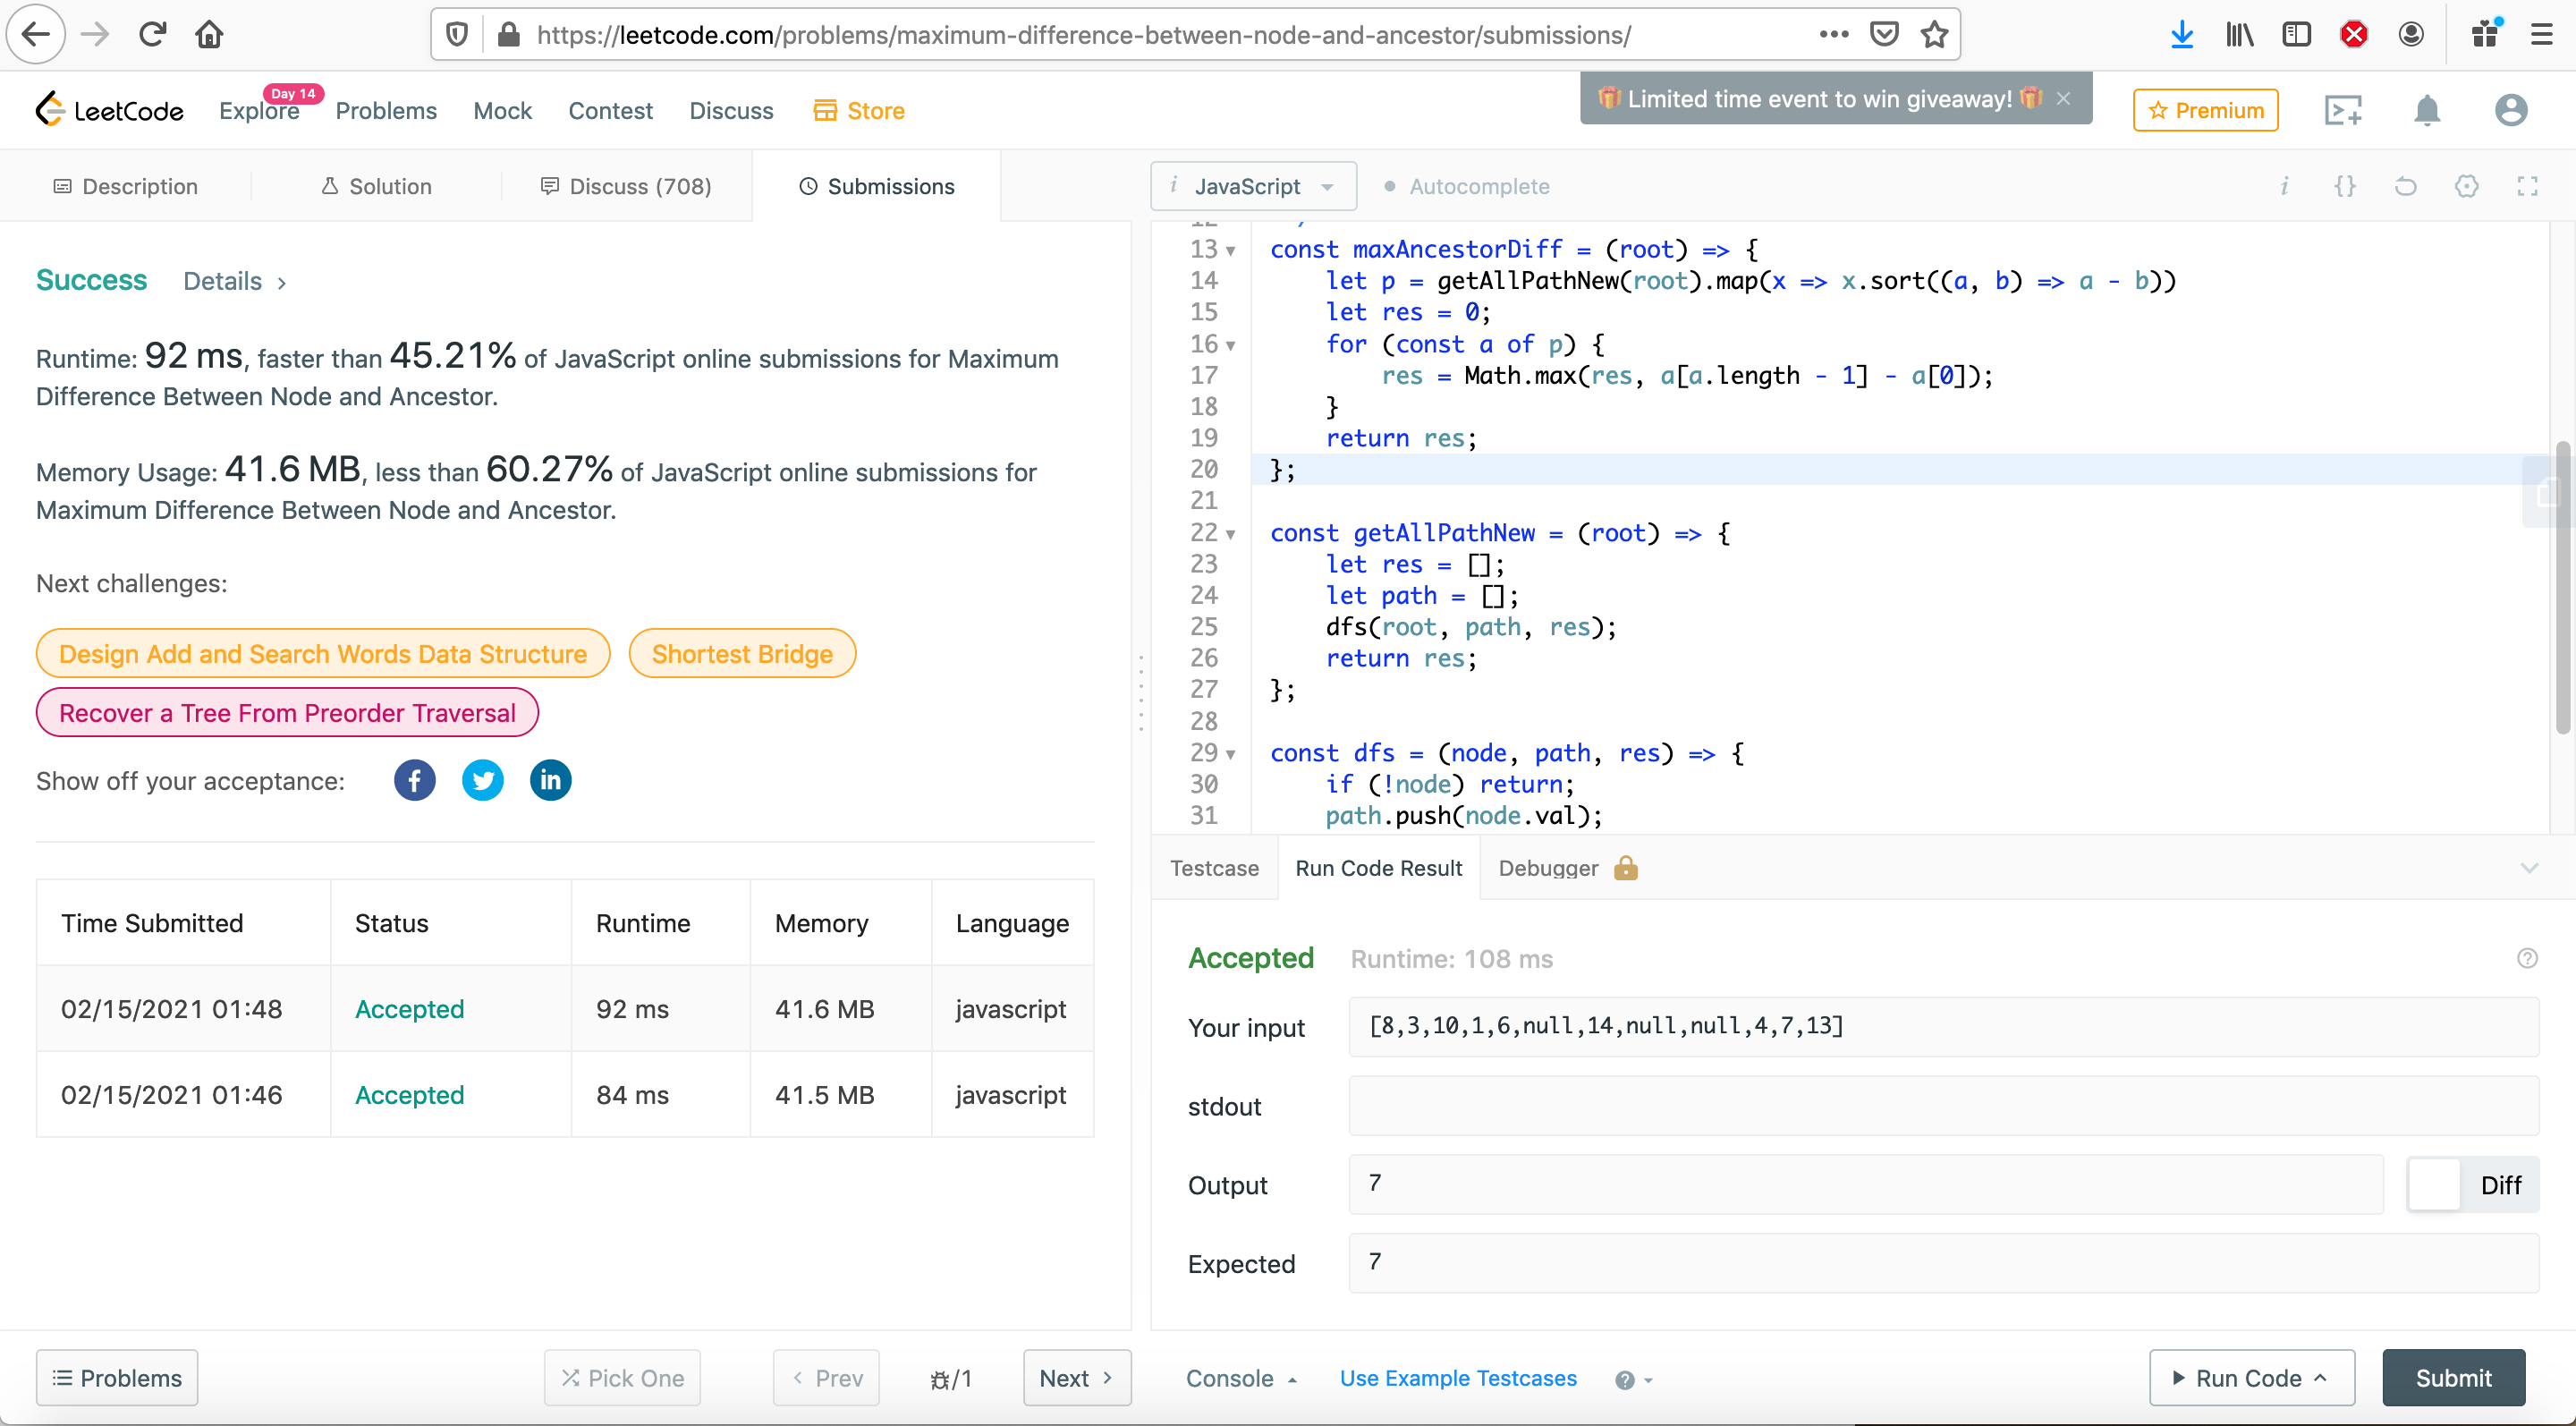 https://leetcode.com/problems/maximum-difference-between-node-and-ancestor/submissions/
LeetCode
Explore
Day 14
Problems
Mock
Contest
Discuss
Store
Limited time event to win giveaway!
Premium
Description
Solution
Discuss (708)
Submissions
i JavaScript
Autocomplete
Success
Details >
Runtime: 92 ms, faster than 45.21% of JavaScript online submissions for Maximum
Difference Between Node and Ancestor.
Memory Usage: 41.6 MB, less than 60.27% of JavaScript online submissions for
Maximum Difference Between Node and Ancestor.
Next challenges:
Design Add and Search Words Data Structure
Shortest Bridge
Recover a Tree From Preorder Traversal
Show off your acceptance:
Time Submitted Status Runtime Memory Language
02/15/2021 01:48 Accepted 92 ms 41.6 MB javascript
02/15/2021 01:46 Accepted 84 ms 41.5 MB javascript
13 const maxAncestorDiff = (root) => {
14 let p = getAllPathNew(root).map(x => x.sort((a, b) => a - b))
15 let res = 0;
16 for (const a of p) {
17 res = Math.max(res, a[a.length - 1] - a[0]);
18 }
19 return res;
20 };
21
22 const getAllPathNew = (root) => {
23 let res = [];
24 let path = [];
25 dfs(root, path, res);
26 return res;
27 };
28
29 const dfs = (node, path, res) => {
30 if (!node) return;
31 path.push(node.val);
Testcase
Run Code Result
Debugger
Accepted
Runtime: 108 ms
Your input [8,3,10,1,6,null,14,null,null,4,7,13]
stdout
Output 7
Diff
Expected 7
Problems
Pick One
< Prev
/1
Next >
Console
Use Example Testcases
Run Code
Submit